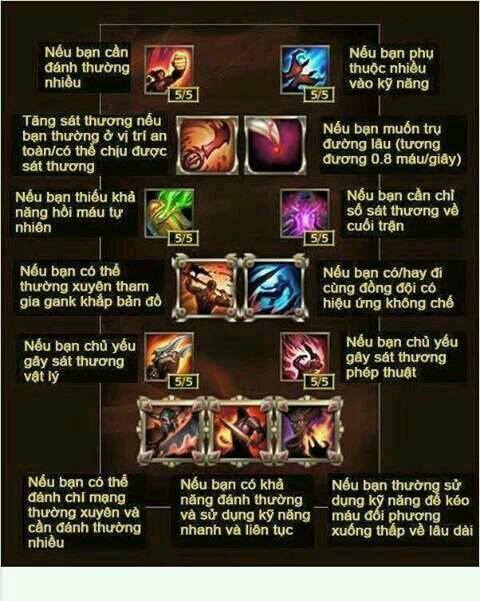 Nếu bạn cần
đánh thường
nhiều
5/5
5/5
Nếu bạn phụ
thuộc nhiều
vào kỹ năng
Tăng sát thương nếu
bạn thường ở vị trí an
toàn/có thể chịu được
sát thương
Nếu bạn muốn trụ
đường lâu (tương
đương 0.8 máu/giây)
Nếu bạn thiếu khả
năng hồi máu tự
nhiên
5/5
5/5
Nếu bạn cần chỉ
số sát thương về
cuối trận
Nếu bạn có thể
thường xuyên tham
gia gank khắp bản đồ
Nếu bạn có/hay đi
cùng đồng đội có
hiệu ứng khống chế
Nếu bạn chủ yếu
gây sát thương
vật lý
5/5
5/5
Nếu bạn chủ yếu
gây sát thương
phép thuật
Nếu bạn có thể
đánh chí mạng
thường xuyên và
cần đánh thường
nhiều
Nếu bạn có khả
năng đánh thường
và sử dụng kỹ năng
nhanh và liên tục
Nếu bạn thường sử
dụng kỹ năng để kéo
máu đối phương
xuống thấp về lâu dài